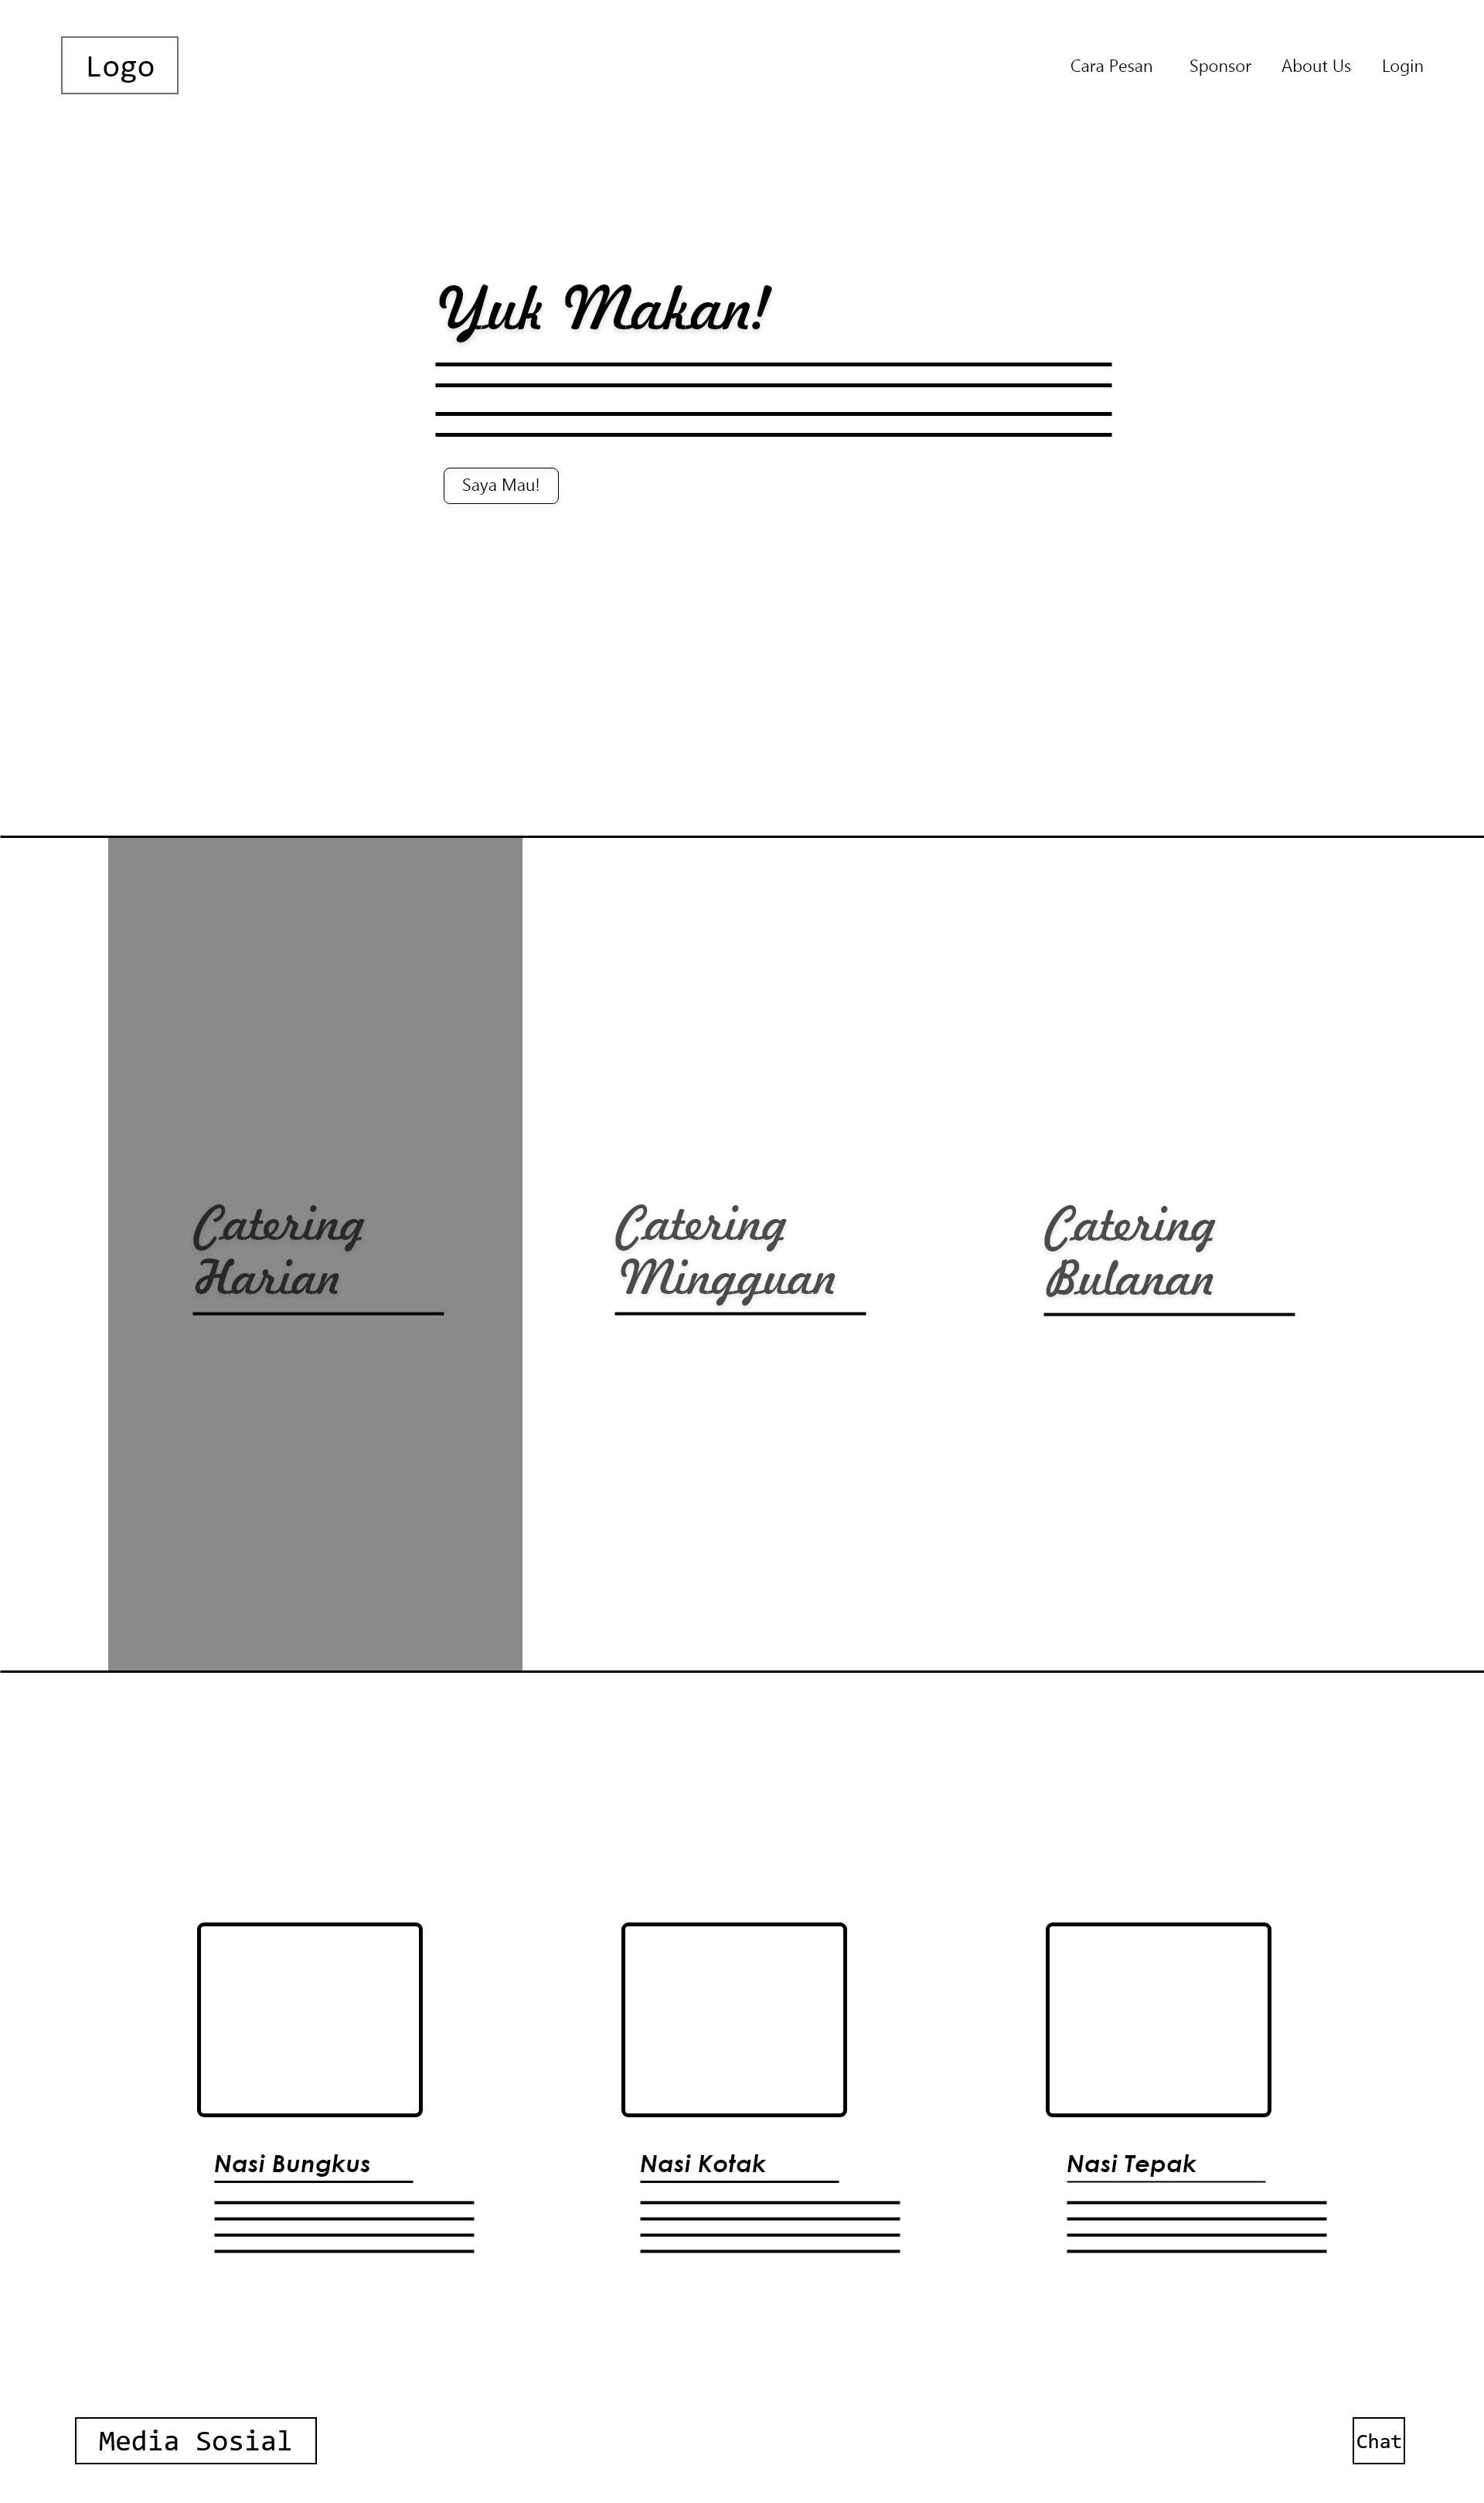 Logo
Cara Pesan Sponsor About Us Login
Yuk Makan!
Saya Mau!
Catering
Harian
Catering
Mingguan
Catering
Bulanan
Nasi Bungkus
Nasi Kotak
Nasi Tepak
Media Sosial
Chat